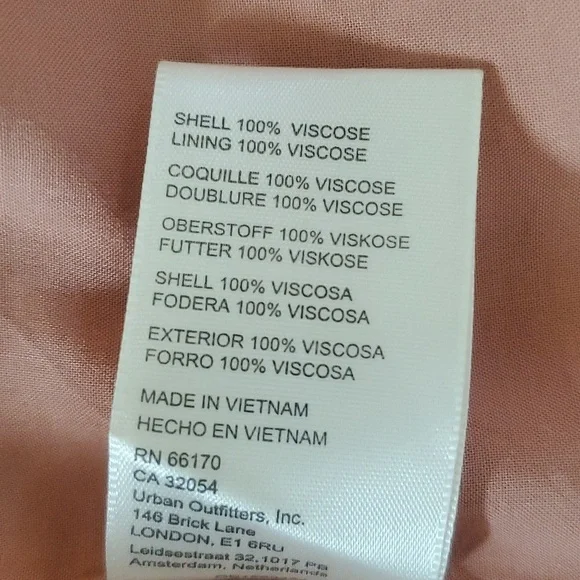 SHELL 100% VISCOSE
LINING 100% VISCOSE
COQUILLE 100% VISCOSE
DOUBLURE 100% VISCOSE
OBERSTOFF 100% VISKOSE
FUTTER 100% VISKOSE
SHELL 100% VISCOSA
FODERA 100% VISCOSA
EXTERIOR 100% VISCOSA
FORRO 100% VISCOSA
MADE IN VIETNAM
HECHO EN VIETNAM
RN 66170
CA 32054
Urban Outfitters, Inc.
146 Brick Lane
LONDON, E1 6RU
Leidsestraat 32,1017 PB
Amsterdam, Netherlands